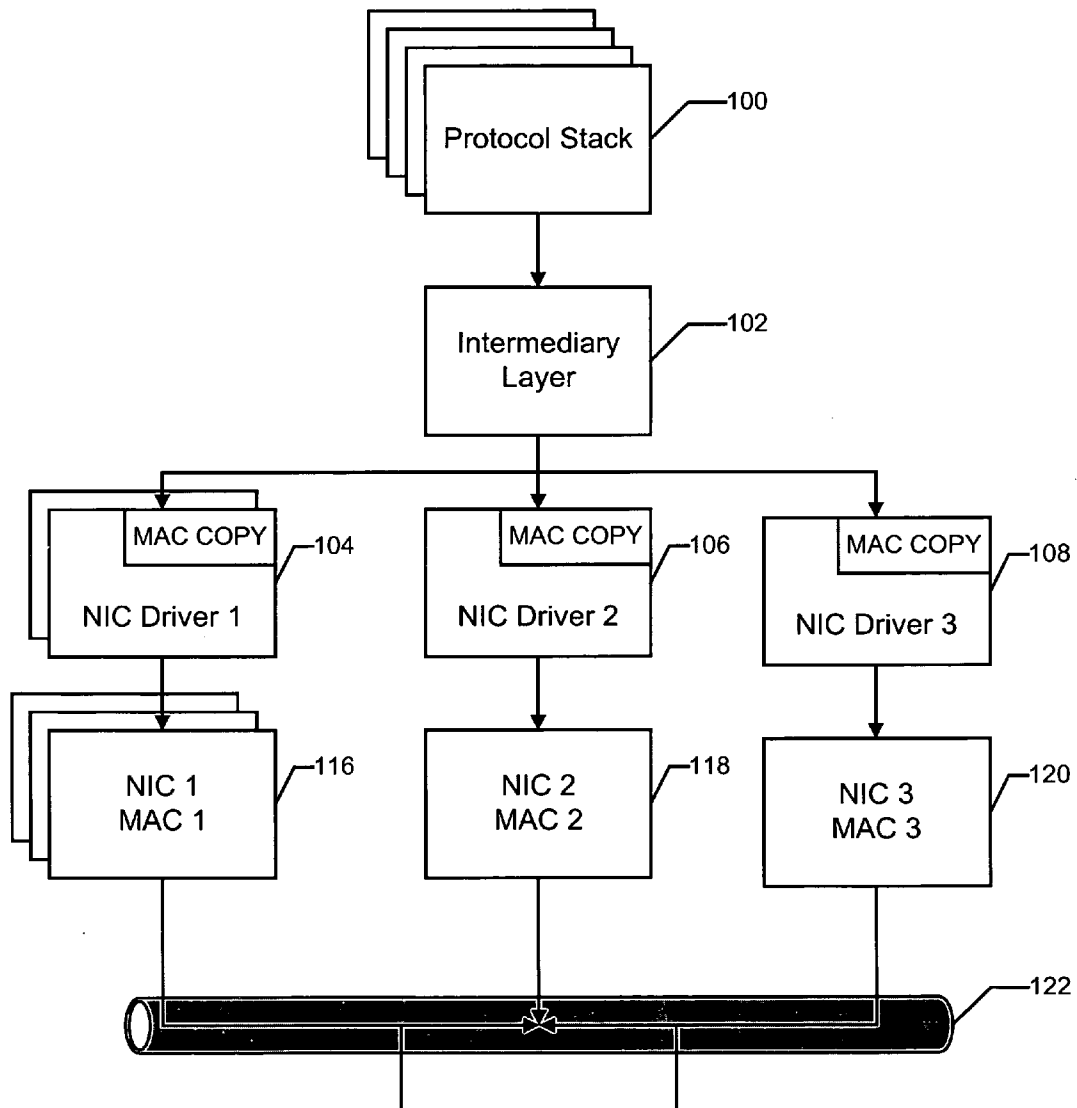 100
Protocol Stack
102
Intermediary
Layer
MAC COPY
104
NIC Driver 1
MAC COPY
106
NIC Driver 2
MAC COPY
108
NIC Driver 3
NIC 1
MAC 1
116
NIC 2
MAC 2
118
NIC 3
MAC 3
120
122